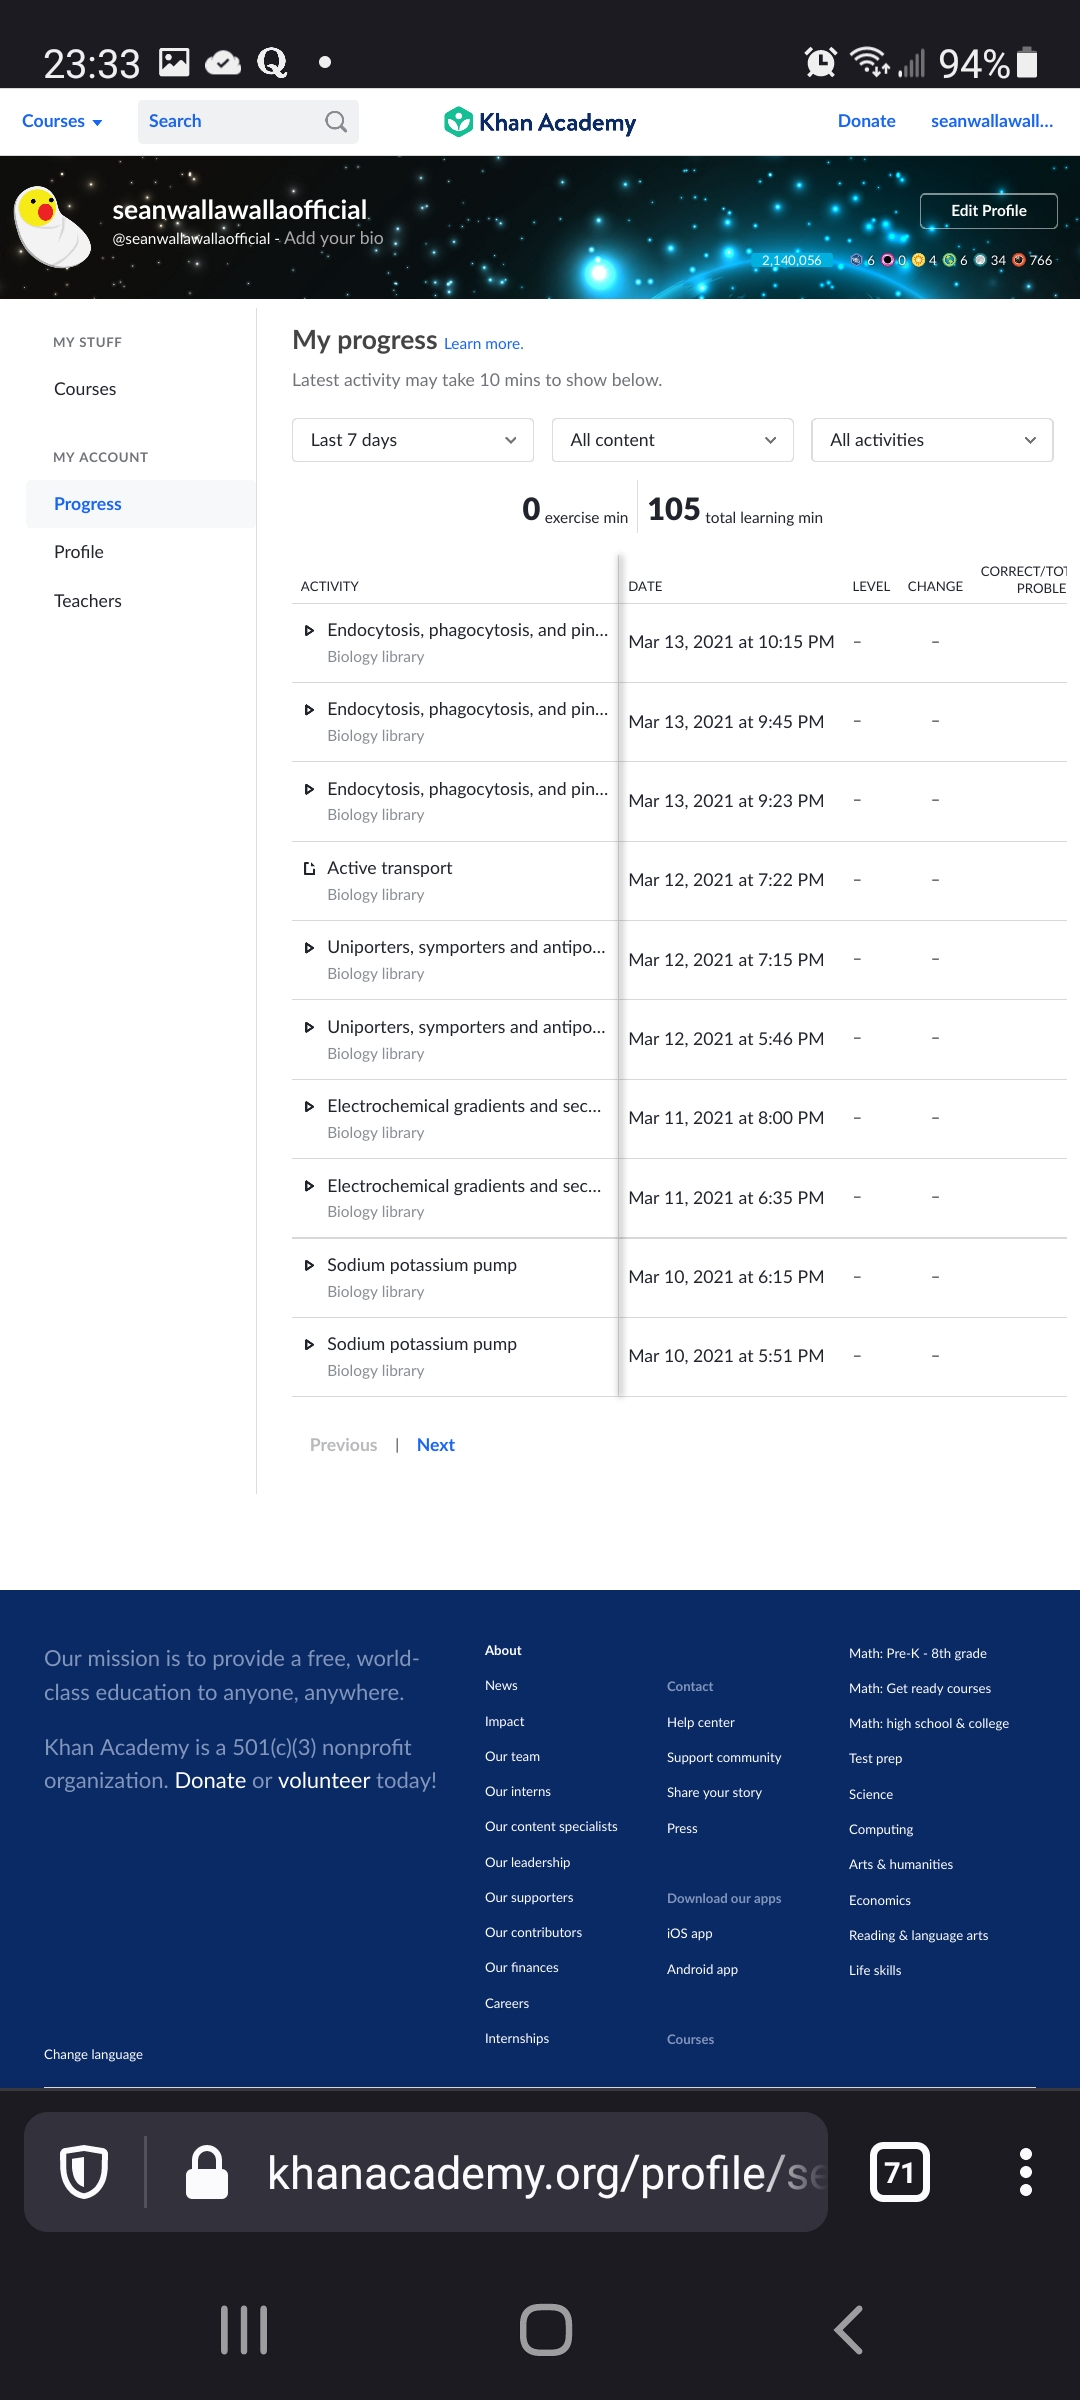 23:33
94%
Courses
Search
Khan Academy
Donate
seanwallawall...
seanwallawallaofficial
@seanwallawallaofficial - Add your bio
Edit Profile
2,140,056
6 0 4 6 34 766
MY STUFF
Courses
MY ACCOUNT
Progress
Profile
Teachers
My progress Learn more.
Latest activity may take 10 mins to show below.
Last 7 days
All content
All activities
0 exercise min
105 total learning min
ACTIVITY DATE LEVEL CHANGE CORRECT/TOT
PROBLE
Endocytosis, phagocytosis, and pin...
Biology library
Mar 13, 2021 at 10:15 PM – –
Endocytosis, phagocytosis, and pin...
Biology library
Mar 13, 2021 at 9:45 PM – –
Endocytosis, phagocytosis, and pin...
Biology library
Mar 13, 2021 at 9:23 PM – –
Active transport
Biology library
Mar 12, 2021 at 7:22 PM – –
Uniporters, symporters and antipo...
Biology library
Mar 12, 2021 at 7:15 PM – –
Uniporters, symporters and antipo...
Biology library
Mar 12, 2021 at 5:46 PM – –
Electrochemical gradients and sec...
Biology library
Mar 11, 2021 at 8:00 PM – –
Electrochemical gradients and sec...
Biology library
Mar 11, 2021 at 6:35 PM – –
Sodium potassium pump
Biology library
Mar 10, 2021 at 6:15 PM – –
Sodium potassium pump
Biology library
Mar 10, 2021 at 5:51 PM – –
Previous | Next
Our mission is to provide a free, world-
class education to anyone, anywhere.
Khan Academy is a 501(c)(3) nonprofit
organization. Donate or volunteer today!
Change language
About
News
Impact
Our team
Our interns
Our content specialists
Our leadership
Our supporters
Our contributors
Our finances
Careers
Internships
Contact
Help center
Support community
Share your story
Press
Download our apps
iOS app
Android app
Courses
Math: Pre-K - 8th grade
Math: Get ready courses
Math: high school & college
Test prep
Science
Computing
Arts & humanities
Economics
Reading & language arts
Life skills
khanacademy.org/profile/se
71